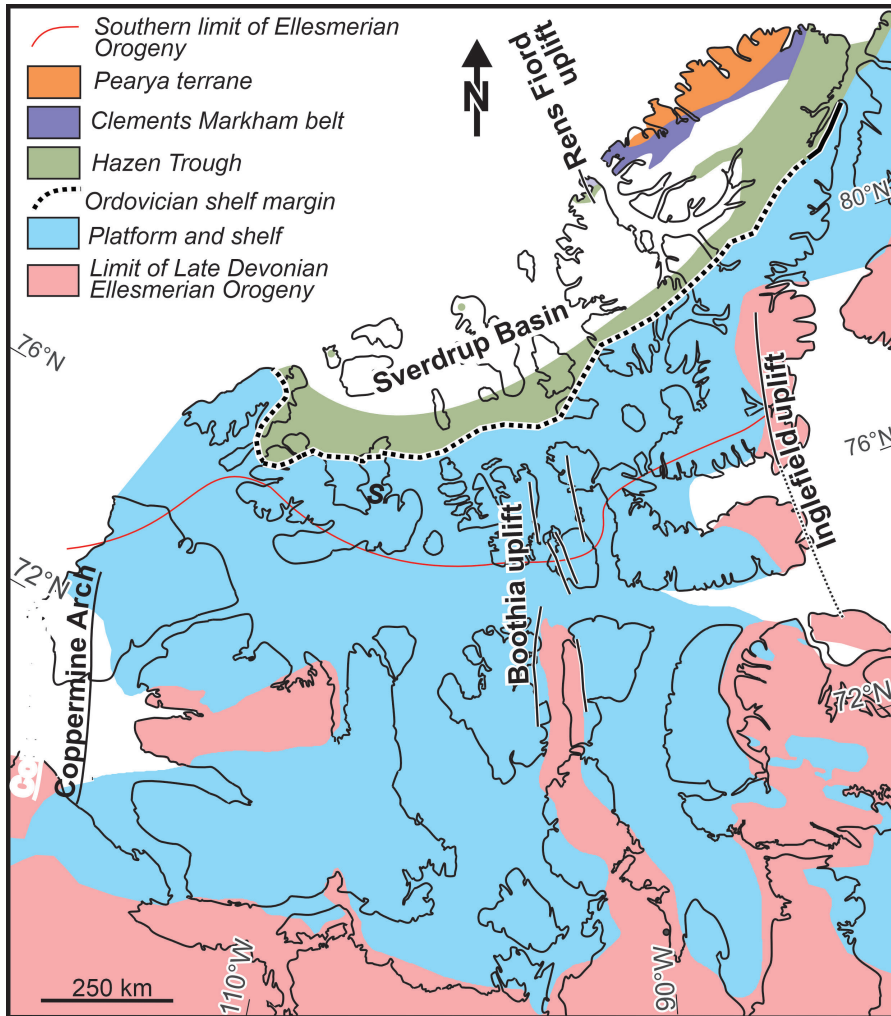 Southern limit of Ellesmerian
Orogeny
Pearya terrane
Clements Markham belt
Hazen Trough
Ordovician shelf margin
Platform and shelf
Limit of Late Devonian
Ellesmerian Orogeny
N
Rens Fiord
uplift
80°N
76°N
Sverdrup Basin
76°N
Inglefield uplift
S
72°N
Boothia uplift
Coppermine Arch
Co
72°N
250 km
110°W
90°W